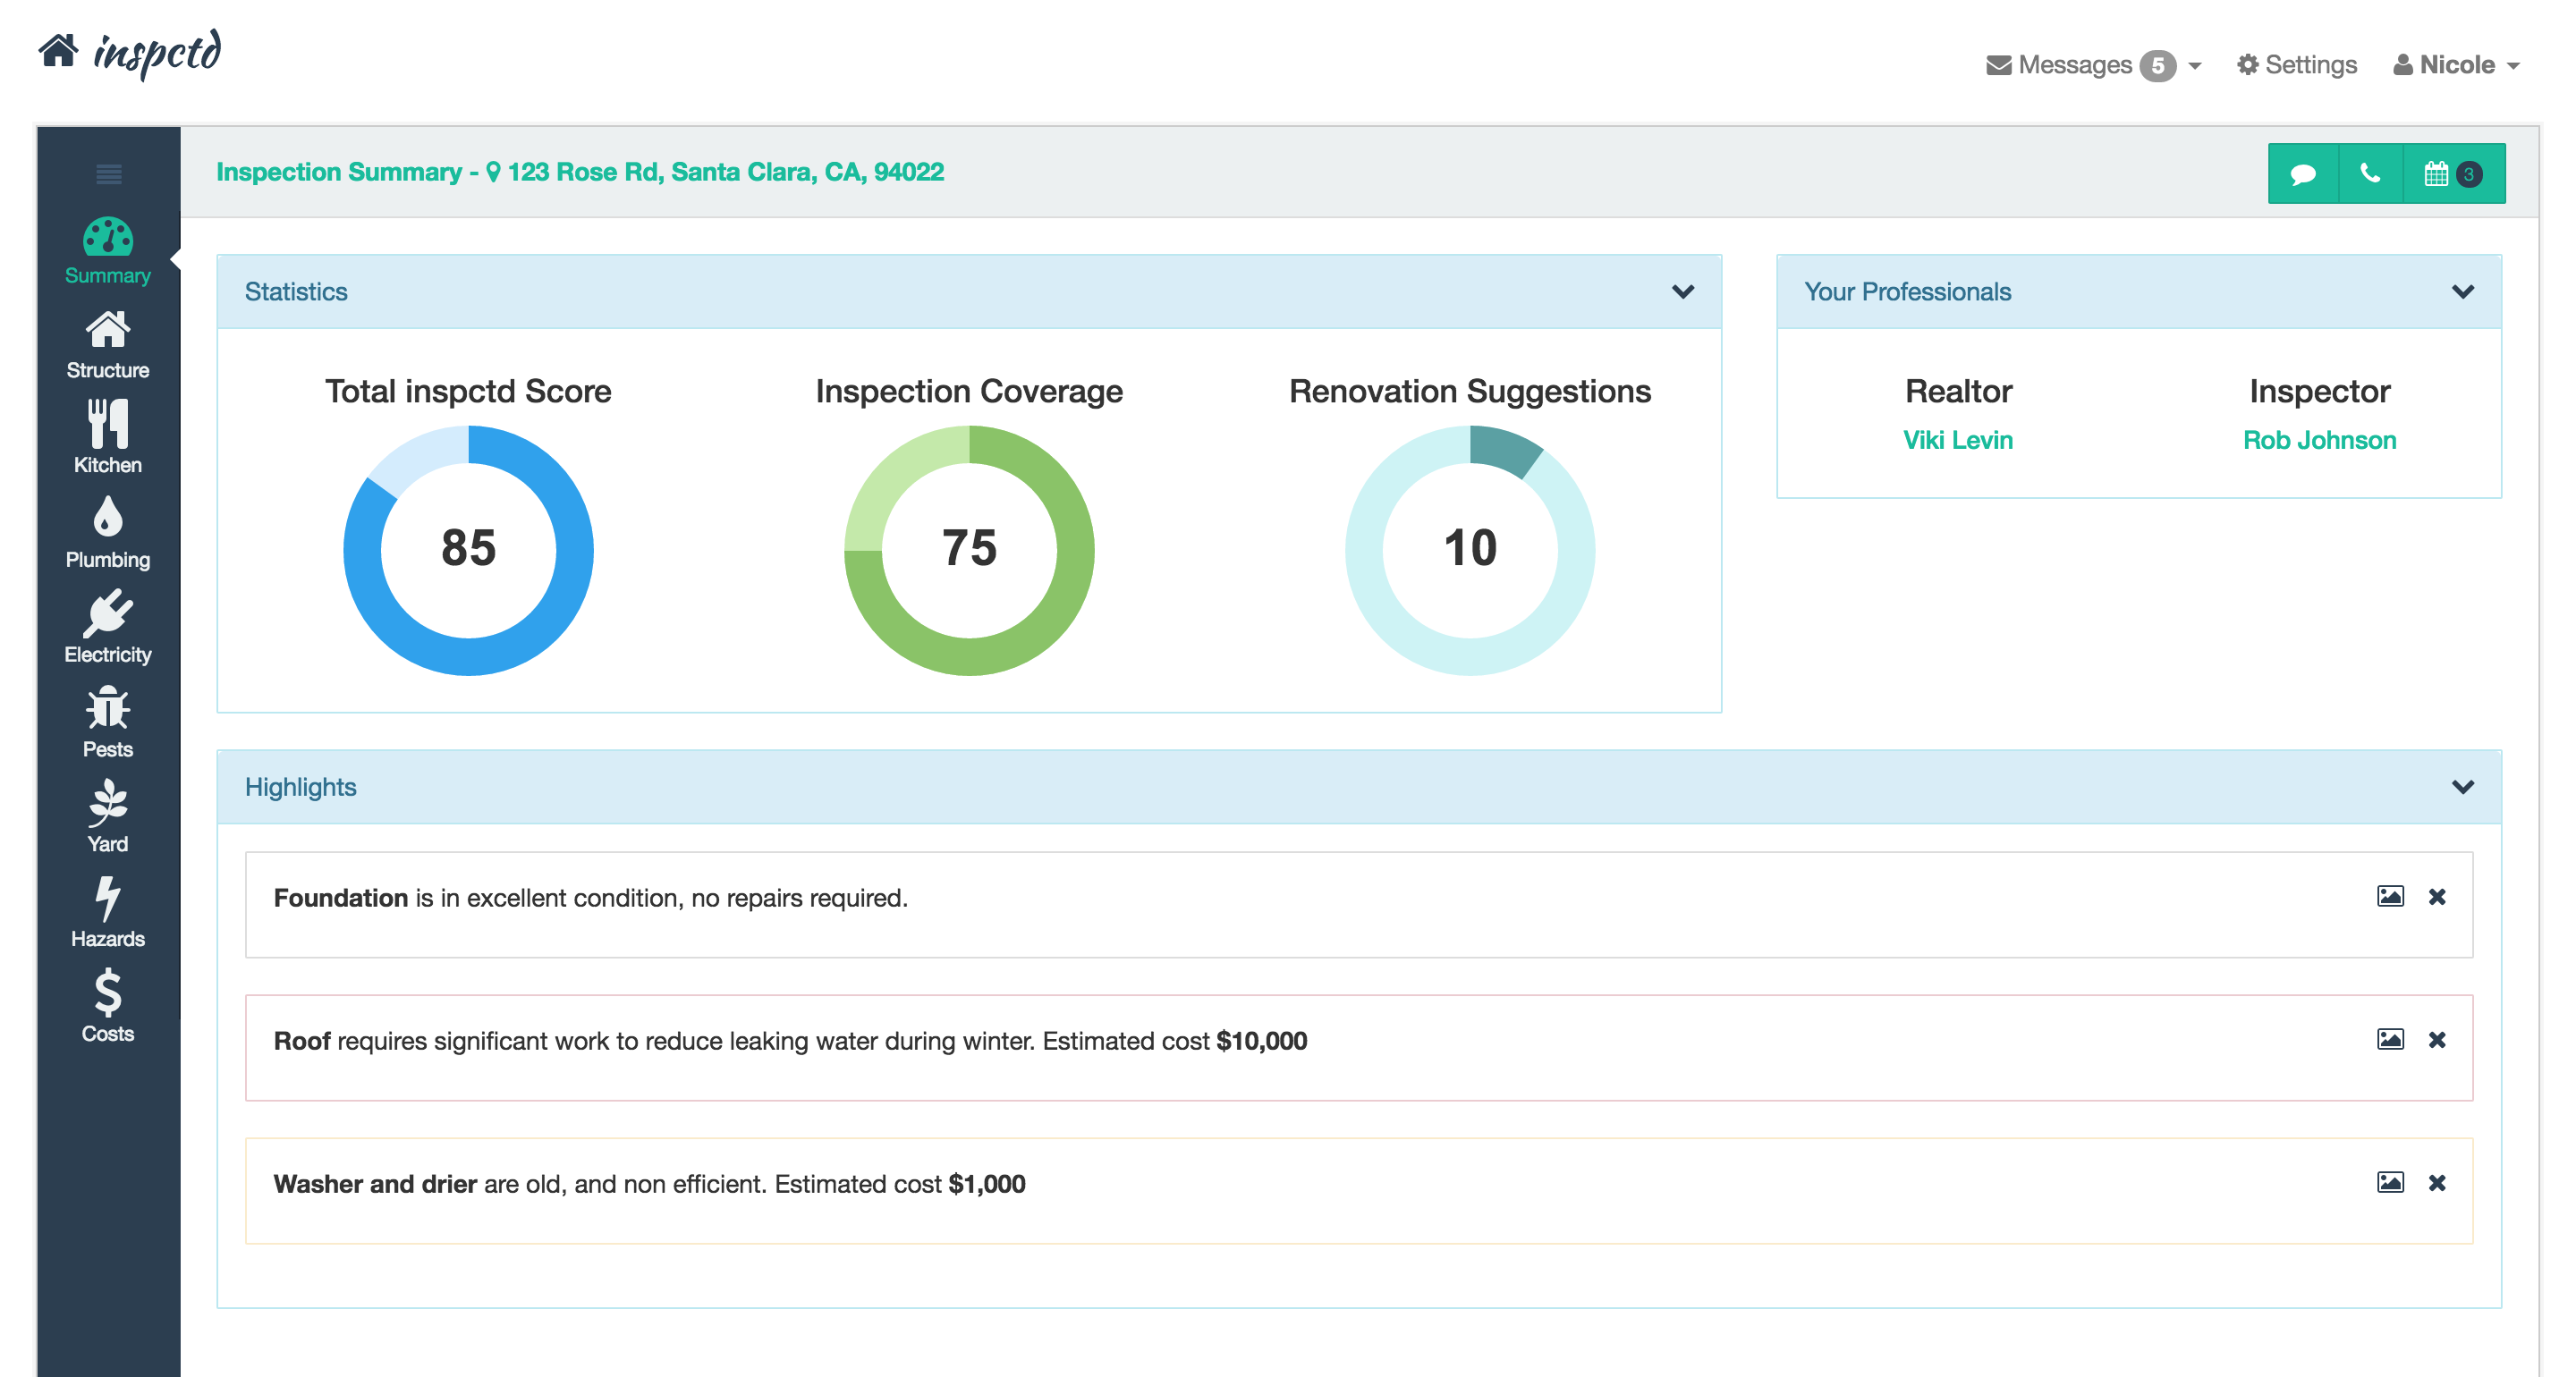 inspctd
Messages 5
Settings
Nicole
Inspection Summary - 123 Rose Rd, Santa Clara, CA, 94022
3
Summary
Structure
Kitchen
Plumbing
Electricity
Pests
Yard
Hazards
Costs
Statistics
Total inspctd Score
85
Inspection Coverage
75
Renovation Suggestions
10
Your Professionals
Realtor
Viki Levin
Inspector
Rob Johnson
Highlights
Foundation is in excellent condition, no repairs required.
Roof requires significant work to reduce leaking water during winter. Estimated cost $10,000
Washer and drier are old, and non efficient. Estimated cost $1,000